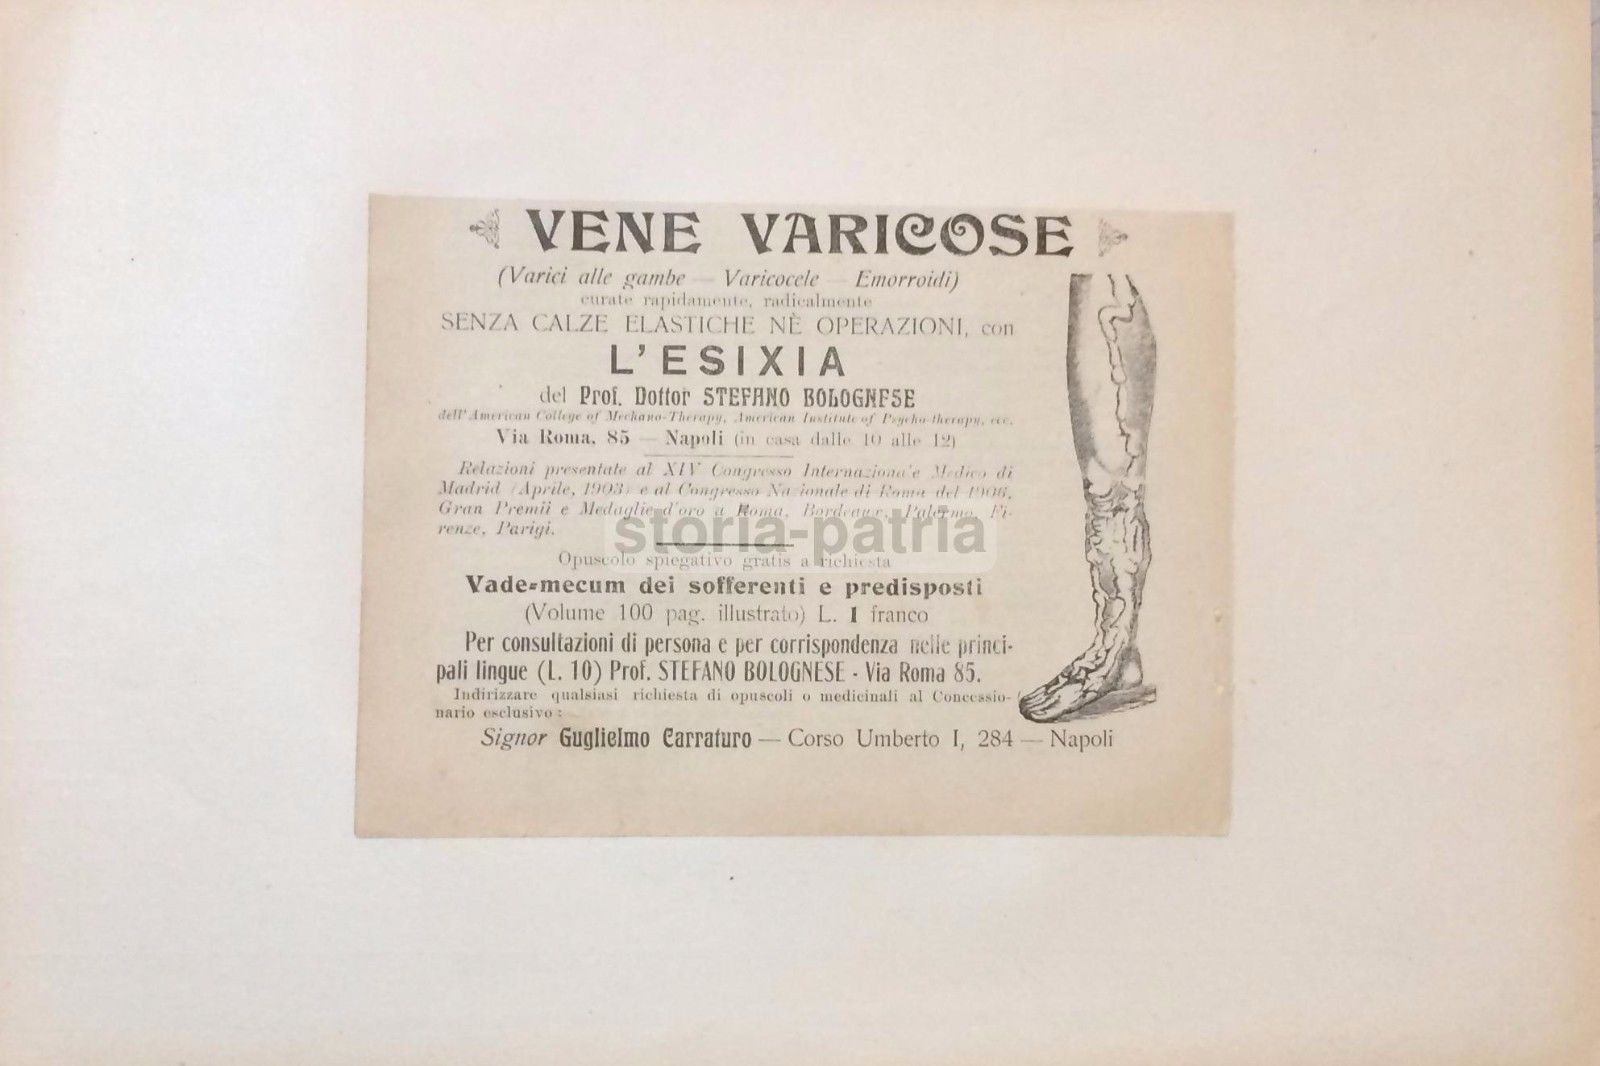 VENE VARICOSE
(Varici alle gambe — Varicocele — Emorroidi)
curate rapidamente, radicalmente
SENZA CALZE ELASTICHE NÈ OPERAZIONI, con
L'ESIXIA
del Prof. Dottor STEFANO BOLOGNESE
dell'American College of Mechano-Therapy, American Institute of Psycho-therapy, ecc.
Via Roma, 85 — Napoli (in casa dalle 10 alle 12)
Relazioni presentate al XIV Congresso Internaziona'e Medico di
Madrid (Aprile, 1903) e al Congresso Nazionale di Roma del 1906,
Gran Premii e Medaglie d'oro a Roma, Bordeaux, Palermo, Fi-
renze, Parigi.
storia-patria
Opuscolo spiegativo gratis a richiesta
Vade-mecum dei sofferenti e predisposti
(Volume 100 pag. illustrato) L. 1 franco
Per consultazioni di persona e per corrispondenza nelle princi-
pali lingue (L. 10) Prof. STEFANO BOLOGNESE - Via Roma 85.
Indirizzare qualsiasi richiesta di opuscoli o medicinali al Concessio-
nario esclusivo:
Signor Guglielmo Carraturo — Corso Umberto I, 284 — Napoli